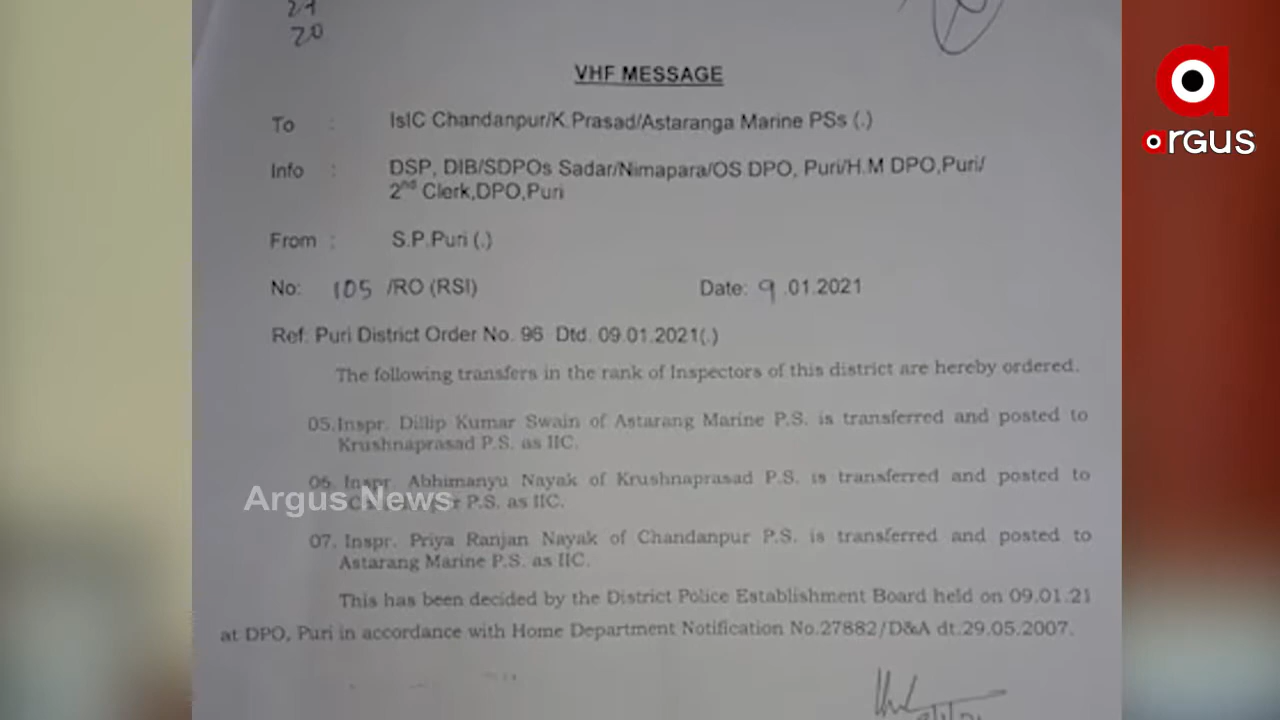 21
20
VHF MESSAGE
To : IsIC Chandanpur/K.Prasad/Astaranga Marine PSs (.)
Info : DSP, DIB/SDPOs Sadar/Nimapara/OS DPO, Puri/H.M DPO,Puri/
2nd Clerk,DPO,Puri
From : S.P.Puri (.)
No: 105 /RO (RSI) Date: 9 .01.2021
Ref: Puri District Order No. 96 Dtd. 09.01.2021(.)
The following transfers in the rank of Inspectors of this district are hereby ordered.
05.Inspr. Dillip Kumar Swain of Astarang Marine P.S. is transferred and posted to
Krushnaprasad P.S. as IIC.
06. Inspr. Abhimanyu Nayak of Krushnaprasad P.S. is transferred and posted to
P.S. as IIC.
07. Inspr. Priya Ranjan Nayak of Chandanpur P.S. is transferred and posted to
Astarang Marine P.S. as IIC.
This has been decided by the District Police Establishment Board held on 09.01.21
at DPO, Puri in accordance with Home Department Notification No.27882/D&A dt.29.05.2007.
Argus News
argus